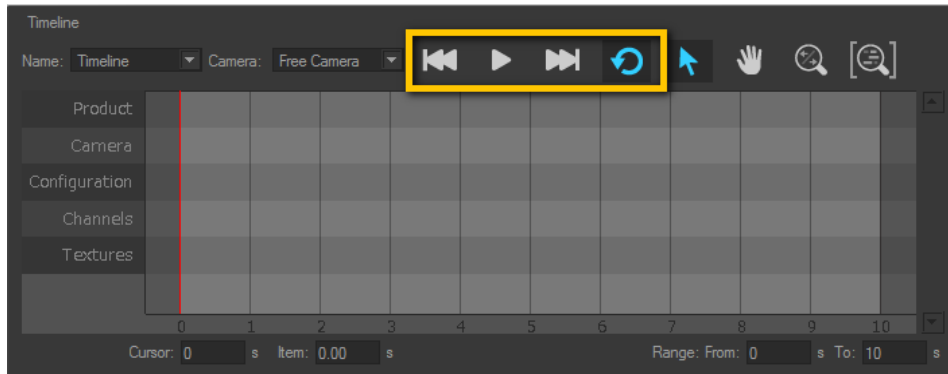 Timeline
Name: Timeline Camera: Free Camera
Product
Camera
Configuration
Channels
Textures
0 1 2 3 4 5 6 7 8 9 10
Cursor: 0 s Item: 0.00 s Range: From: 0 s To: 10 s